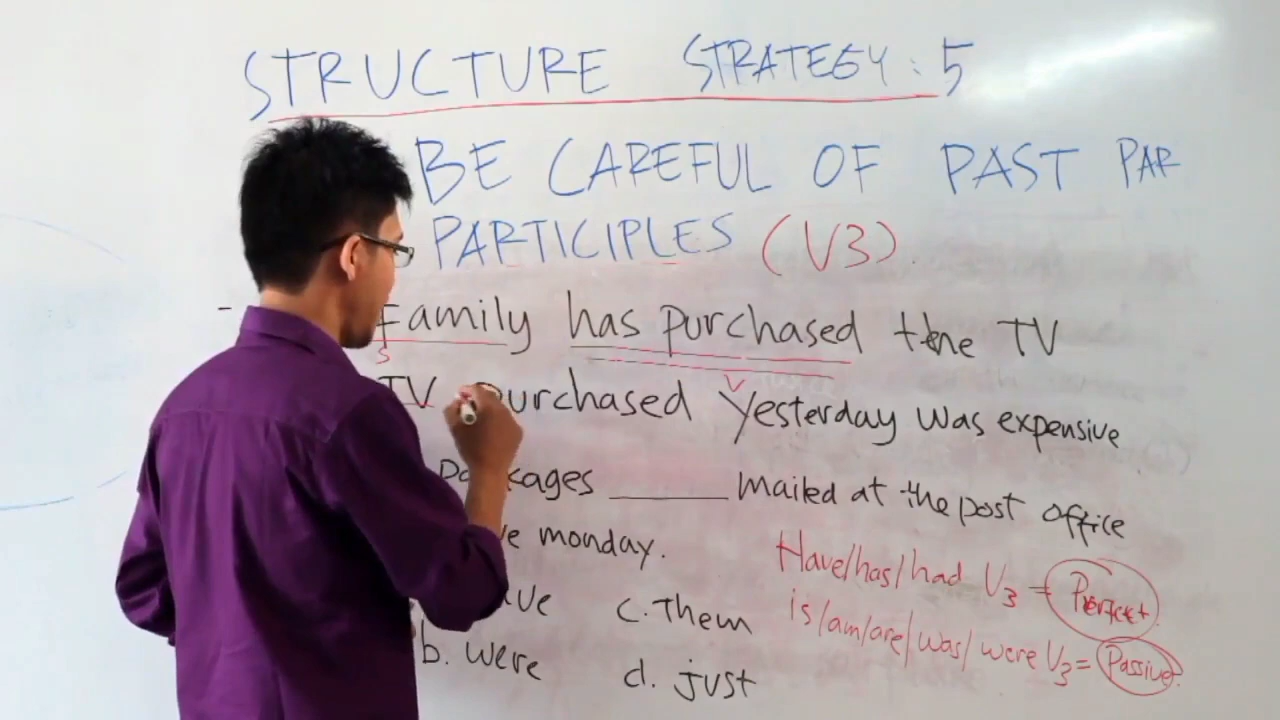 STRUCTURE STRATEGY: 5
BE CAREFUL OF PAST PAR
PARTICIPLES (V3).
- Family has purchased the TV
S V
TV purchased Yesterday was expensive
mailed at the post office
monday.
c. Them
b. were d. just
Have/has/had V3 = Perfect.
is/am/are/was/were V3 = Passive.